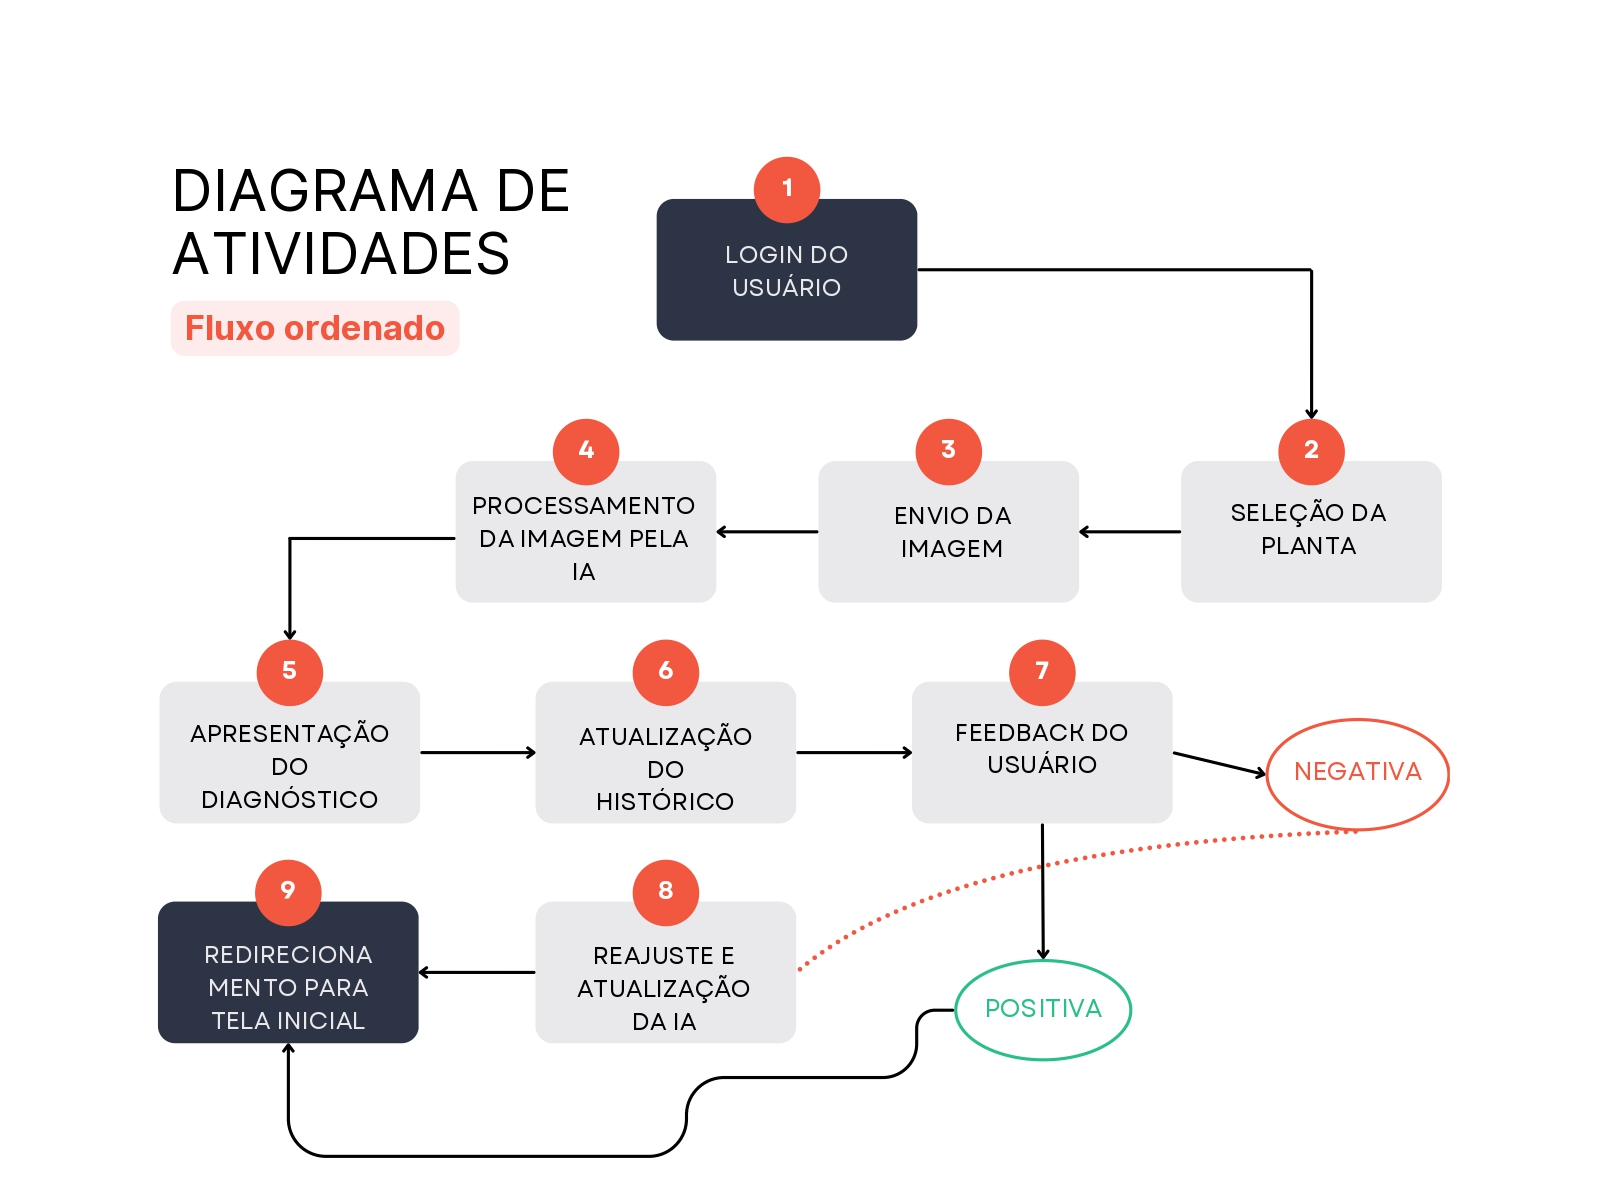 DIAGRAMA DE
ATIVIDADES
Fluxo ordenado
1
LOGIN DO
USUÁRIO
2
SELEÇÃO DA
PLANTA
3
ENVIO DA
IMAGEM
4
PROCESSAMENTO
DA IMAGEM PELA
IA
5
APRESENTAÇÃO
DO
DIAGNÓSTICO
6
ATUALIZAÇÃO
DO
HISTÓRICO
7
FEEDBACK DO
USUÁRIO
NEGATIVA
POSITIVA
8
REAJUSTE E
ATUALIZAÇÃO
DA IA
9
REDIRECIONA
MENTO PARA
TELA INICIAL